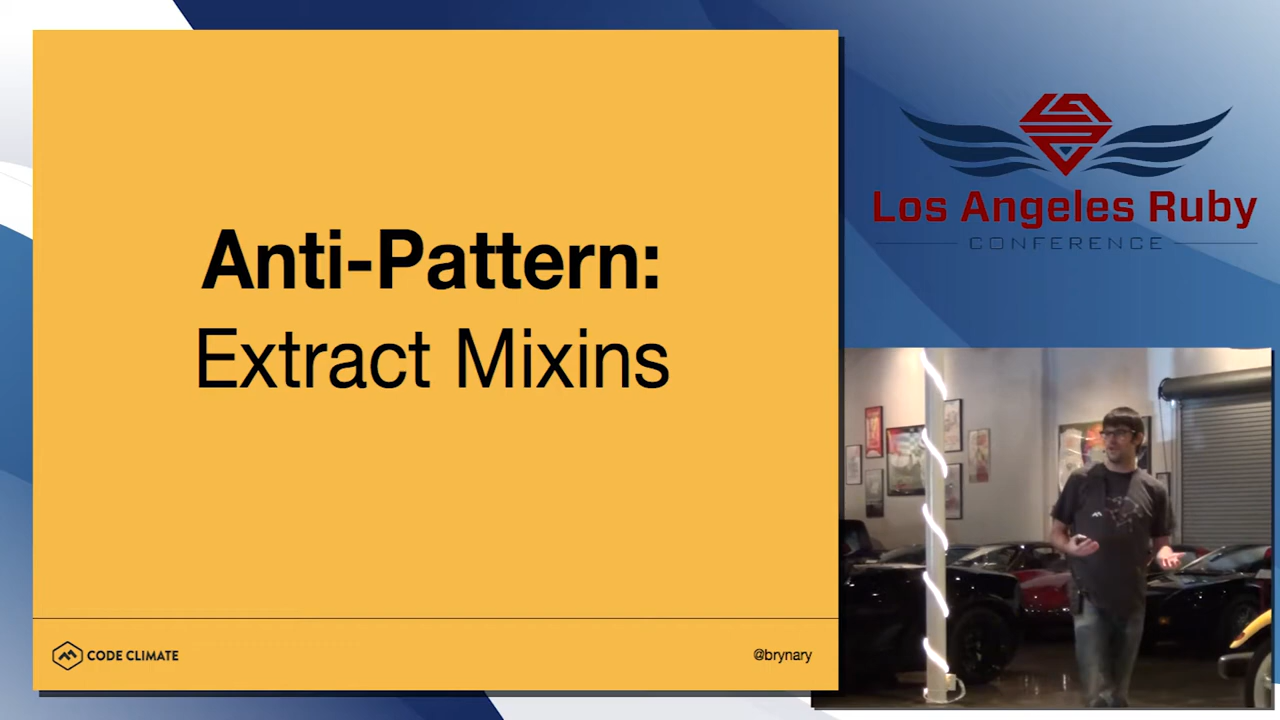 Anti-Pattern:
Extract Mixins
CODE CLIMATE
@brynary
Los Angeles Ruby
CONFERENCE